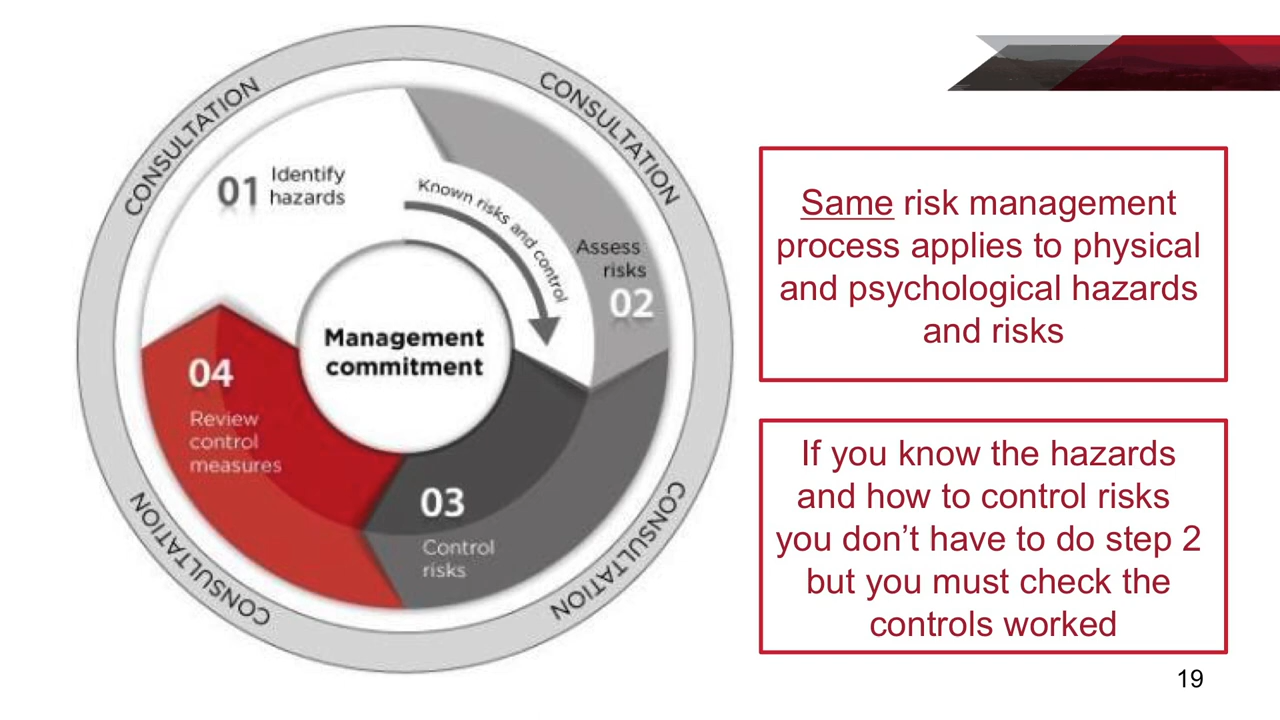 CONSULTATION
CONSULTATION
01
Identify
hazards
Known risks and control
Assess
risks
02
Management
commitment
04
Review
control
measures
03
Control
risks
CONSULTATION
CONSULTATION
Same risk management
process applies to physical
and psychological hazards
and risks
If you know the hazards
and how to control risks
you don’t have to do step 2
but you must check the
controls worked
19